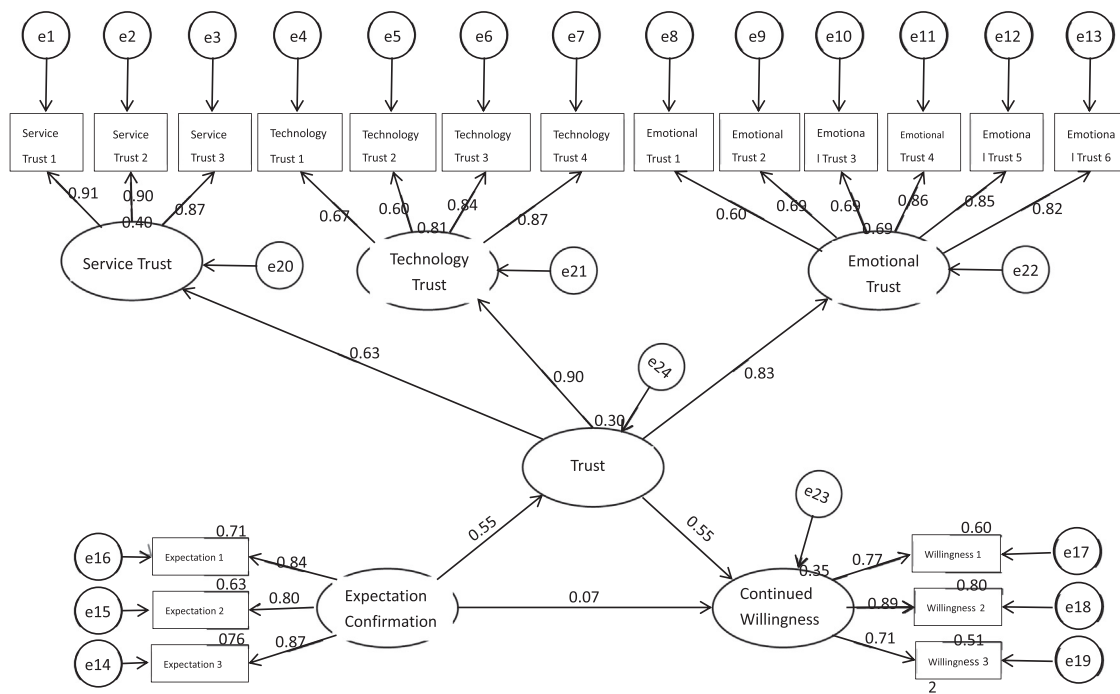 e1 e2 e3 e4 e5 e6 e7 e8 e9 e10 e11 e12 e13
Service Service Service Technology Technology Technology Technology Emotional Emotional Emotiona Emotional Emotiona Emotiona
Trust 1 Trust 2 Trust 3 Trust 1 Trust 2 Trust 3 Trust 4 Trust 1 Trust 2 l Trust 3 Trust 4 l Trust 5 l Trust 6
0.91 0.90 0.87 0.67 0.60 0.84 0.87 0.60 0.69 0.69 0.86 0.85 0.82
0.40 0.81 0.69
Service Trust
e20
Technology
Trust
e21
Emotional
Trust
e22
0.63
0.90
0.83
e24
0.30
Trust
0.55
0.55
e23
0.35
0.07
e16
0.71
Expectation 1
0.84
e15
0.63
Expectation 2
0.80
e14
076
Expectation 3
0.87
Expectation
Confirmation
Continued
Willingness
0.77
0.60
Willingness 1
e17
0.89
0.80
Willingness 2
e18
0.71
0.51
Willingness 3
e19
2